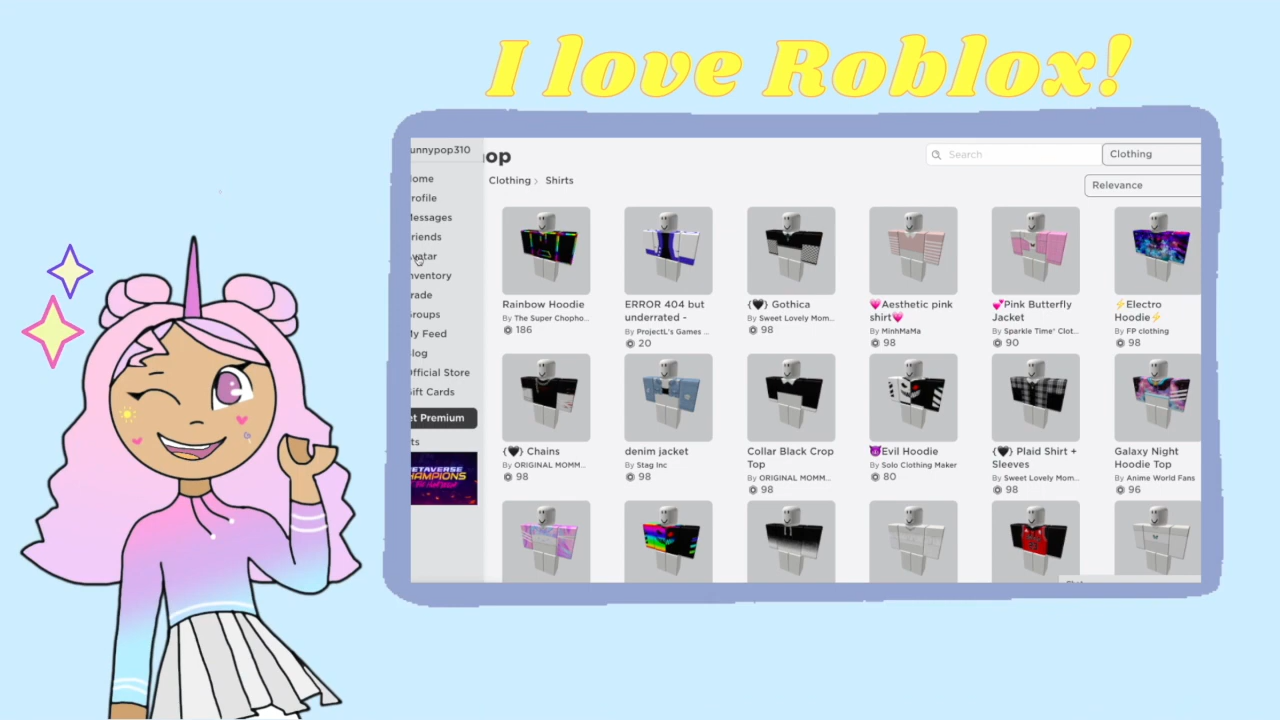 I love Roblox!
unnypop310
op
Search
Clothing
Clothing > Shirts
Relevance
ome
rofile
Messages
riends
vatar
nventory
rade
roups
My Feed
log
fficial Store
ift Cards
et Premium
ts
METAVERSE
CHAMPIONS
Rainbow Hoodie
By The Super Chopho...
186
ERROR 404 but
underrated -
By ProjectL's Games ...
20
{🖤} Gothica
By Sweet Lovely Mom...
98
💗Aesthetic pink
shirt💗
By MinhMaMa
98
💕Pink Butterfly
Jacket
By Sparkle Time* Clot...
90
⚡Electro
Hoodie⚡
By FP clothing
98
{🖤} Chains
By ORIGINAL MOMM...
98
denim jacket
By Stag Inc
98
Collar Black Crop
Top
By ORIGINAL MOMM...
98
😈Evil Hoodie
By Solo Clothing Maker
80
{🖤} Plaid Shirt +
Sleeves
By Sweet Lovely Mom...
98
Galaxy Night
Hoodie Top
By Anime World Fans
96